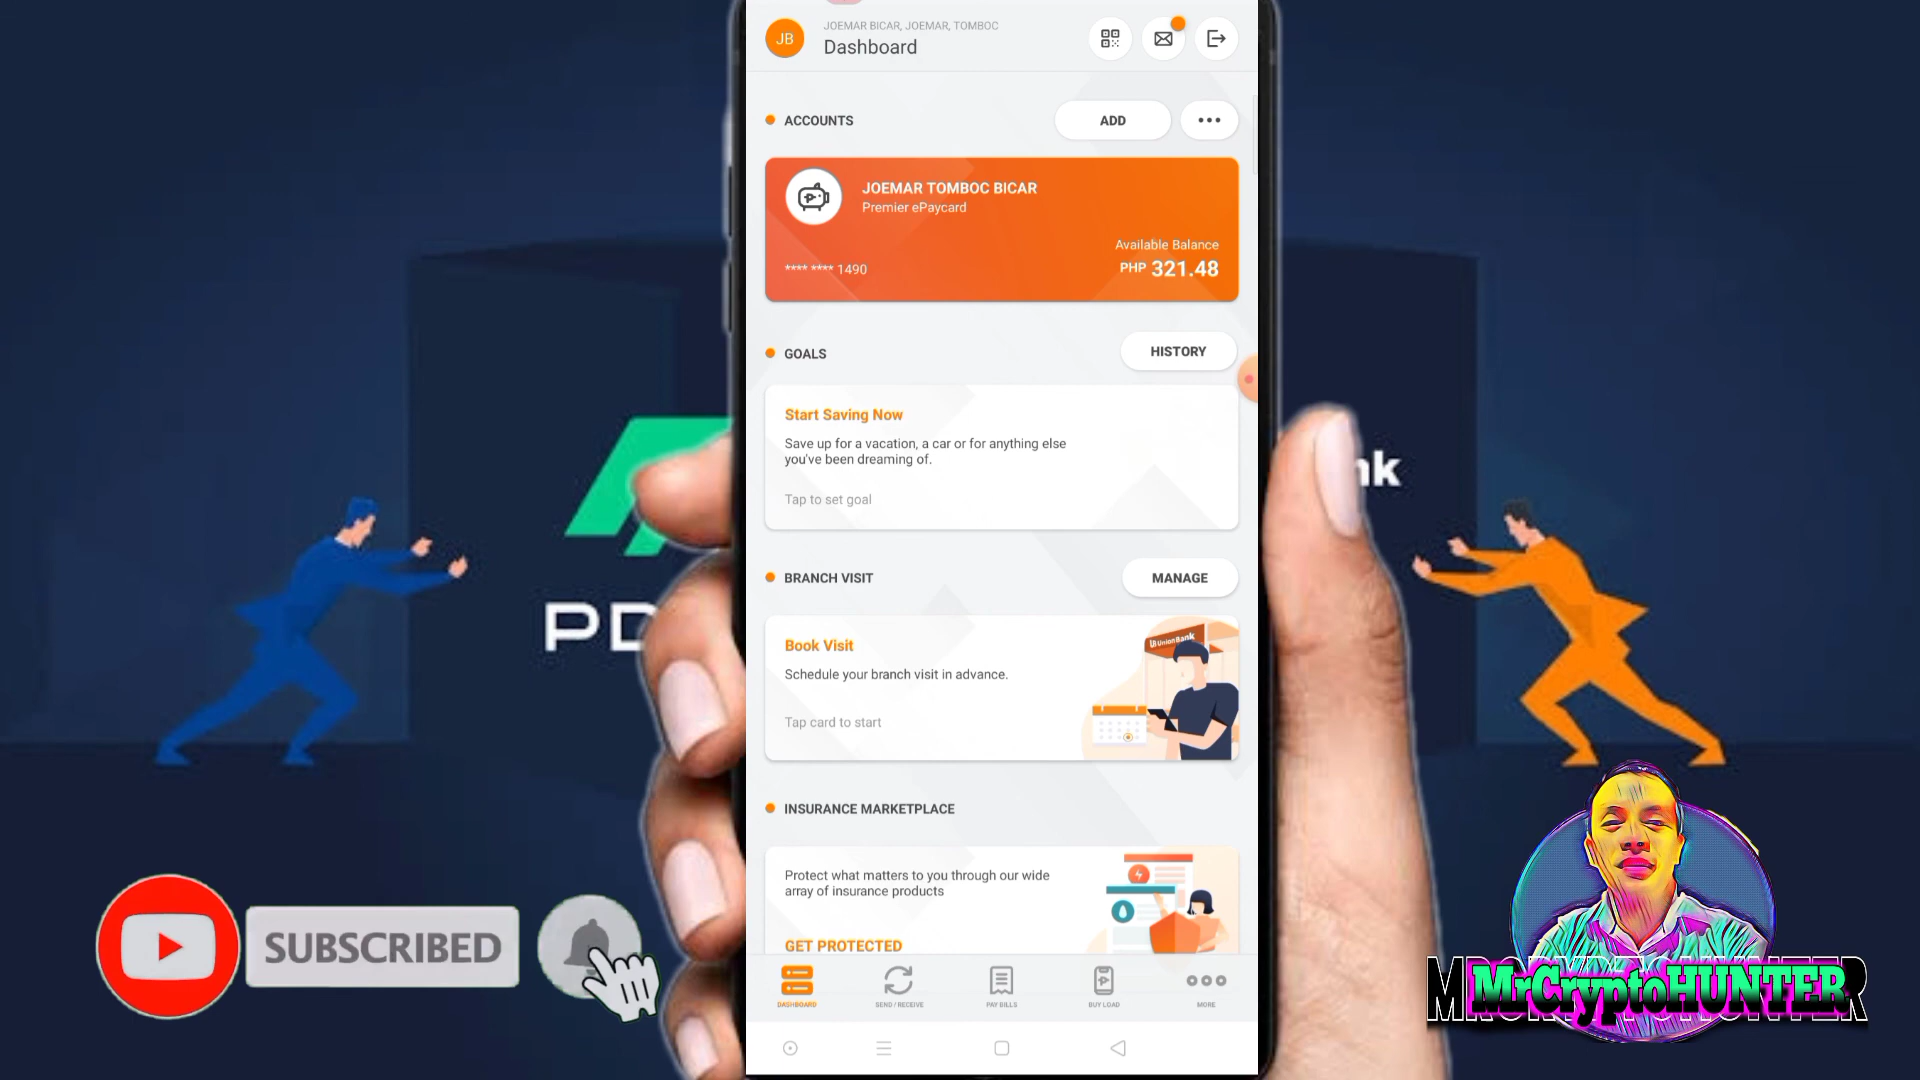 JOEMAR BICAR, JOEMAR, TOMBOC
JB
Dashboard
ACCOUNTS
ADD
JOEMAR TOMBOC BICAR
Premier ePaycard
Available Balance
**** **** 1490
PHP 321.48
GOALS
HISTORY
Start Saving Now
Save up for a vacation, a car or for anything else
you've been dreaming of.
Tap to set goal
BRANCH VISIT
MANAGE
Book Visit
UnionBank
Schedule your branch visit in advance.
Tap card to start
INSURANCE MARKETPLACE
Protect what matters to you through our wide
array of insurance products
GET PROTECTED
DASHBOARD
SEND / RECEIVE
PAY BILLS
BUY LOAD
MORE
SUBSCRIBED
MrCryptoHUNTER